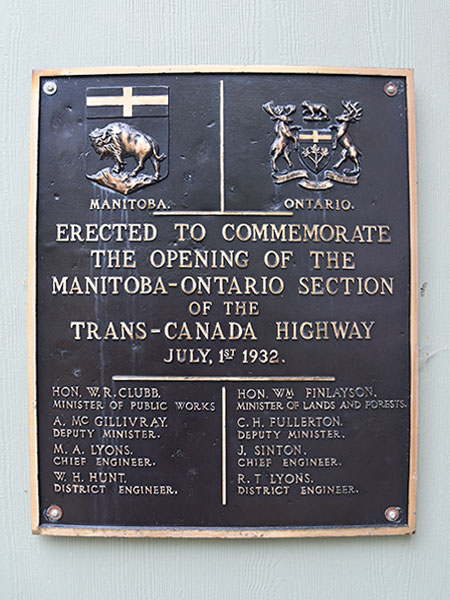 MANITOBA.
ONTARIO.
ERECTED TO COMMEMORATE
THE OPENING OF THE
MANITOBA-ONTARIO SECTION
OF THE
TRANS-CANADA HIGHWAY
JULY, 1ST 1932.
HON. W. R. CLUBB.
MINISTER OF PUBLIC WORKS
A. MC GILLIVRAY.
DEPUTY MINISTER.
M. A. LYONS.
CHIEF ENGINEER.
W. H. HUNT.
DISTRICT ENGINEER.
HON. WM FINLAYSON.
MINISTER OF LANDS AND FORESTS.
C. H. FULLERTON.
DEPUTY MINISTER.
J. SINTON.
CHIEF ENGINEER.
R. T. LYONS.
DISTRICT ENGINEER.